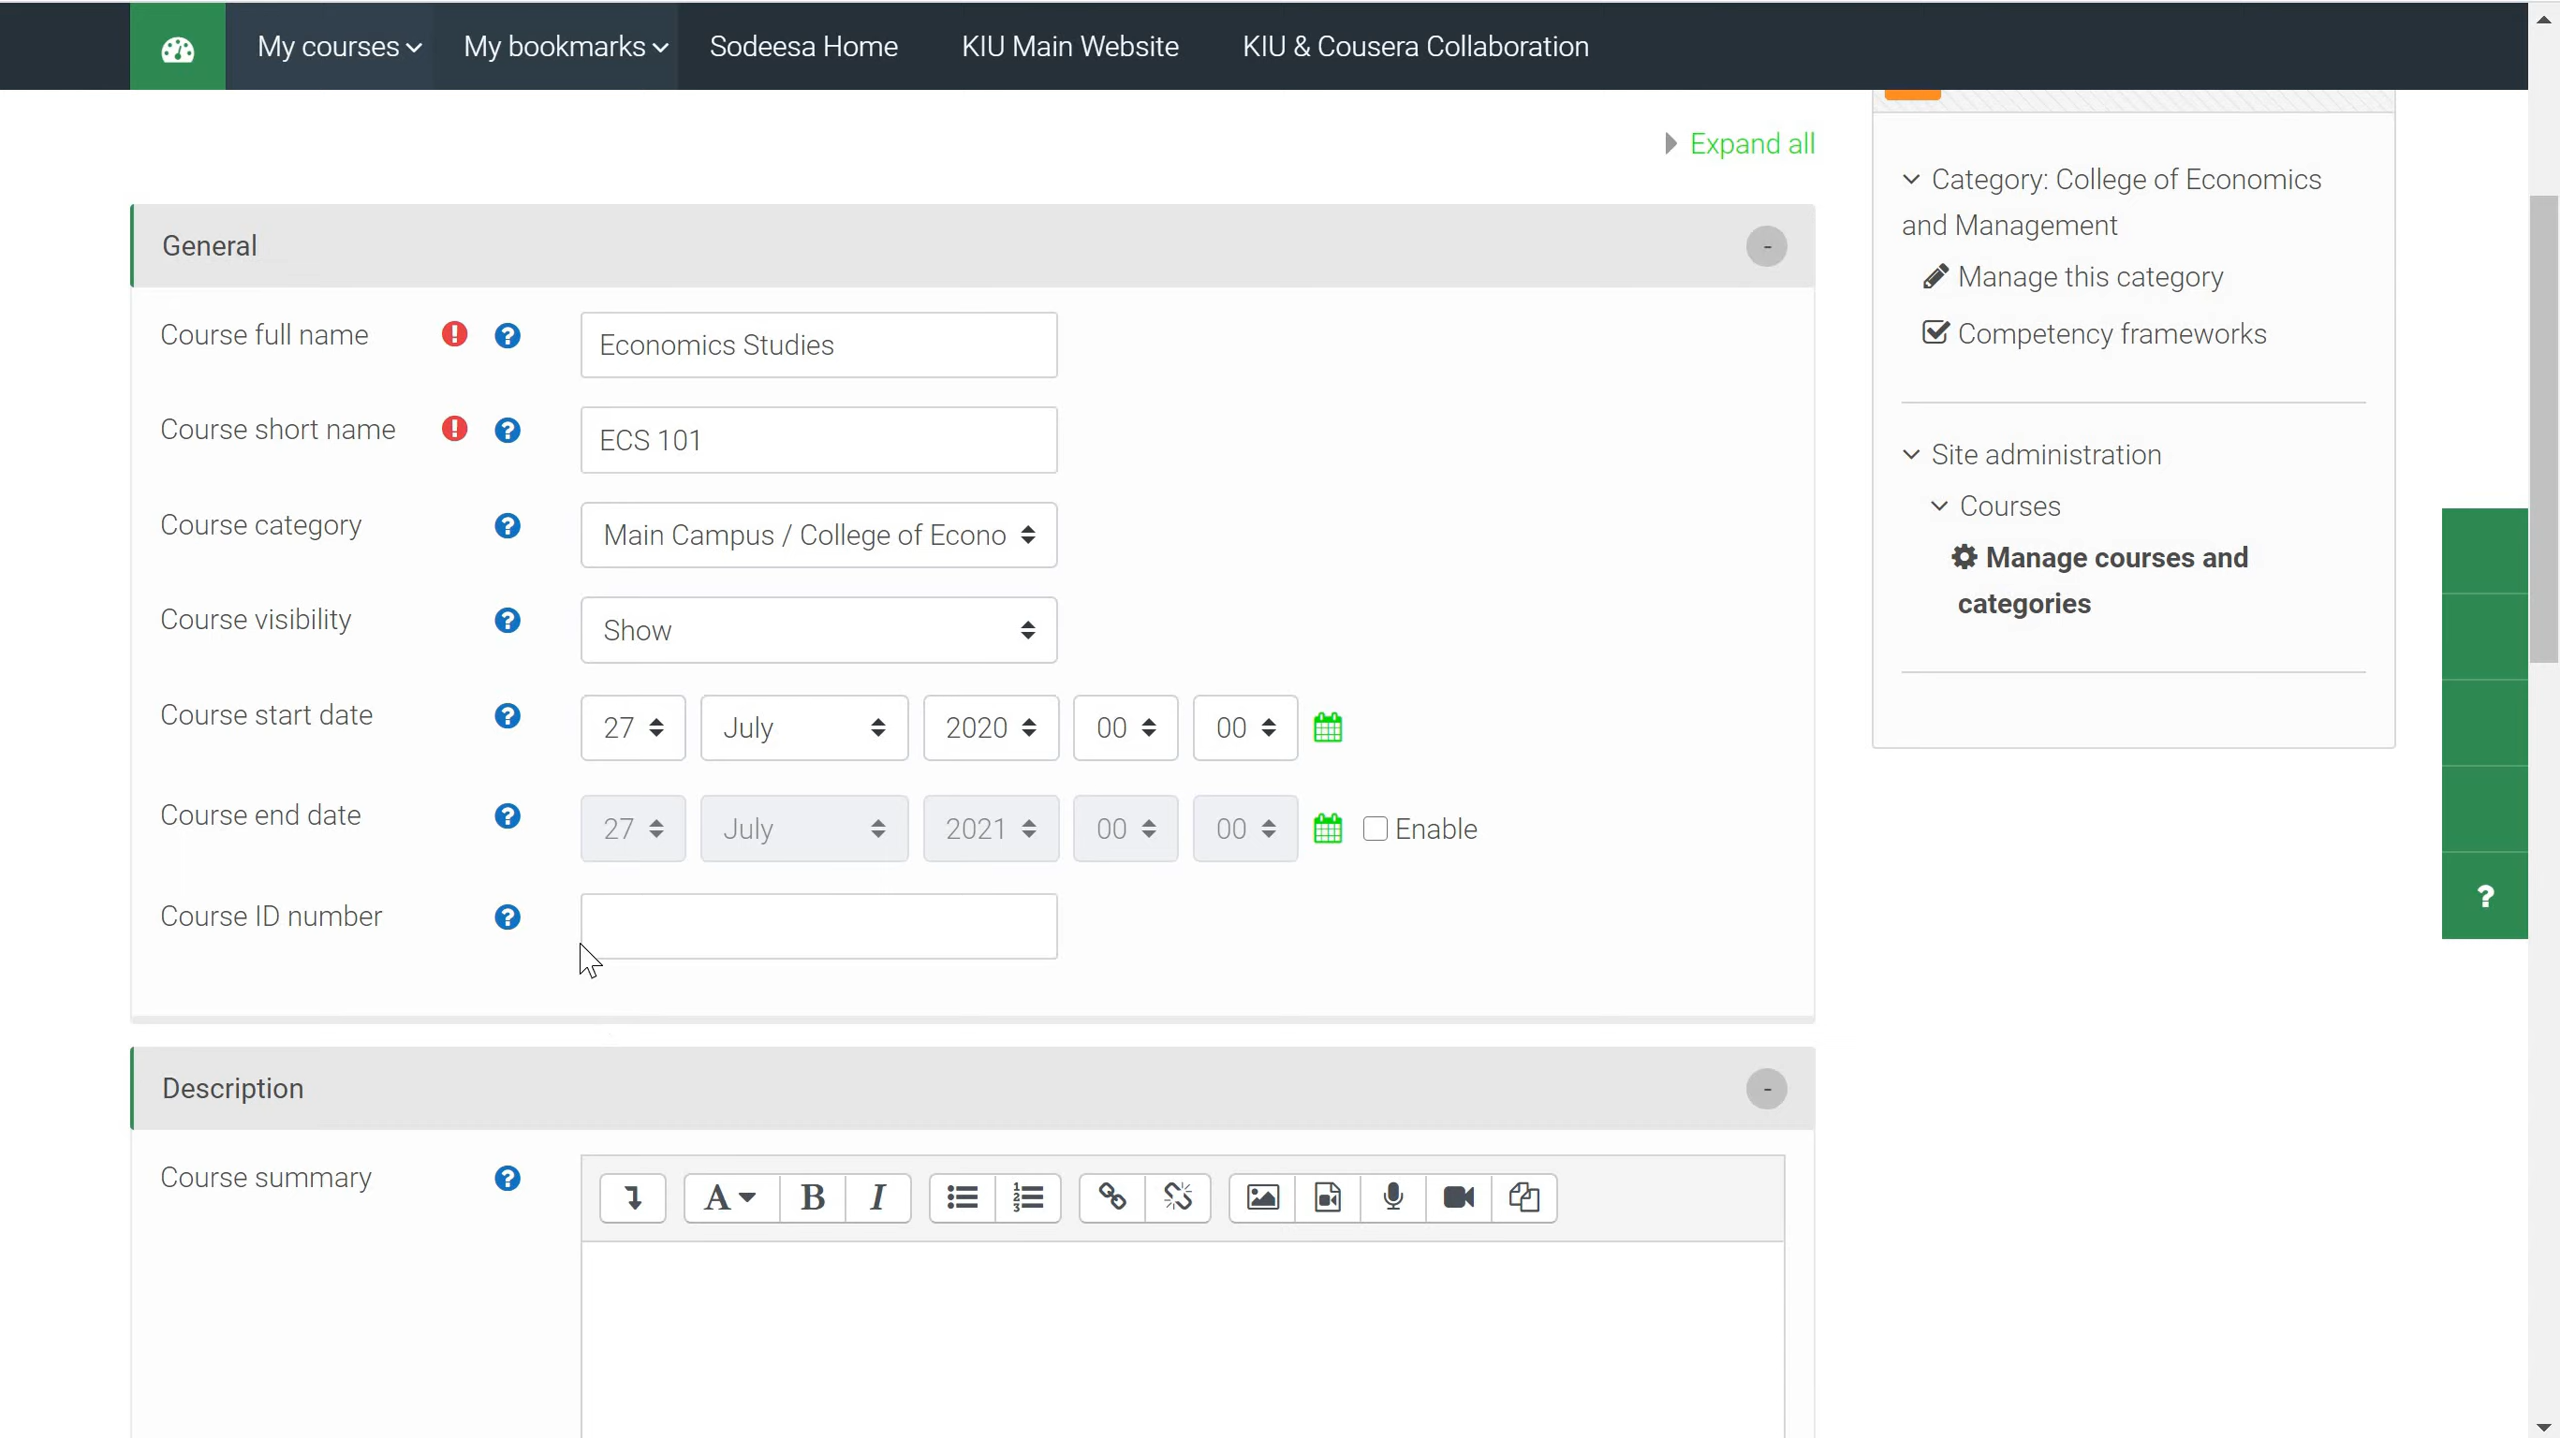 My courses My bookmarks Sodeesa Home KIU Main Website KIU & Cousera Collaboration
Expand all
General -
Course full name ! ? Economics Studies
Course short name ! ? ECS 101
Course category ? Main Campus / College of Econo
Course visibility ? Show
Course start date ? 27 July 2020 00 00
Course end date ? 27 July 2021 00 00 Enable
Course ID number ?
Description -
Course summary ? A B I
Category: College of Economics
and Management
Manage this category
Competency frameworks
Site administration
Courses
Manage courses and
categories
?